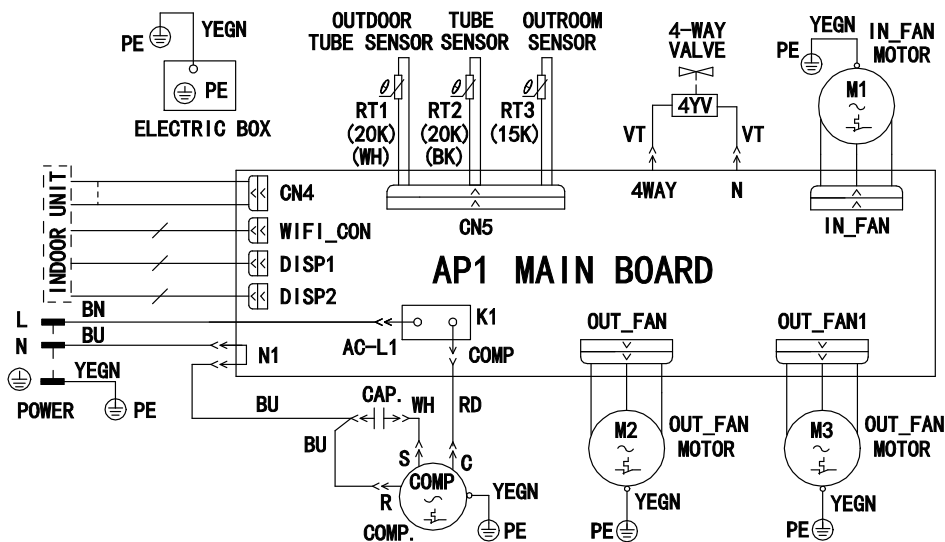 PE
YEGN
PE
ELECTRIC BOX
OUTDOOR
TUBE SENSOR
TUBE
SENSOR
OUTROOM
SENSOR
θ
θ
θ
RT1
(20K)
(WH)
RT2
(20K)
(BK)
RT3
(15K)
4-WAY
VALVE
4YV
VT
VT
4WAY
N
YEGN
PE
IN_FAN
MOTOR
M1
IN_FAN
INDOOR UNIT
CN4
WIFI_CON
DISP1
DISP2
CN5
AP1 MAIN BOARD
L
BN
N
BU
YEGN
POWER
PE
AC-L1
K1
COMP
N1
BU
BU
CAP.
WH
RD
S
C
R
COMP
COMP.
YEGN
PE
OUT_FAN
M2
OUT_FAN
MOTOR
YEGN
PE
OUT_FAN1
M3
OUT_FAN
MOTOR
YEGN
PE